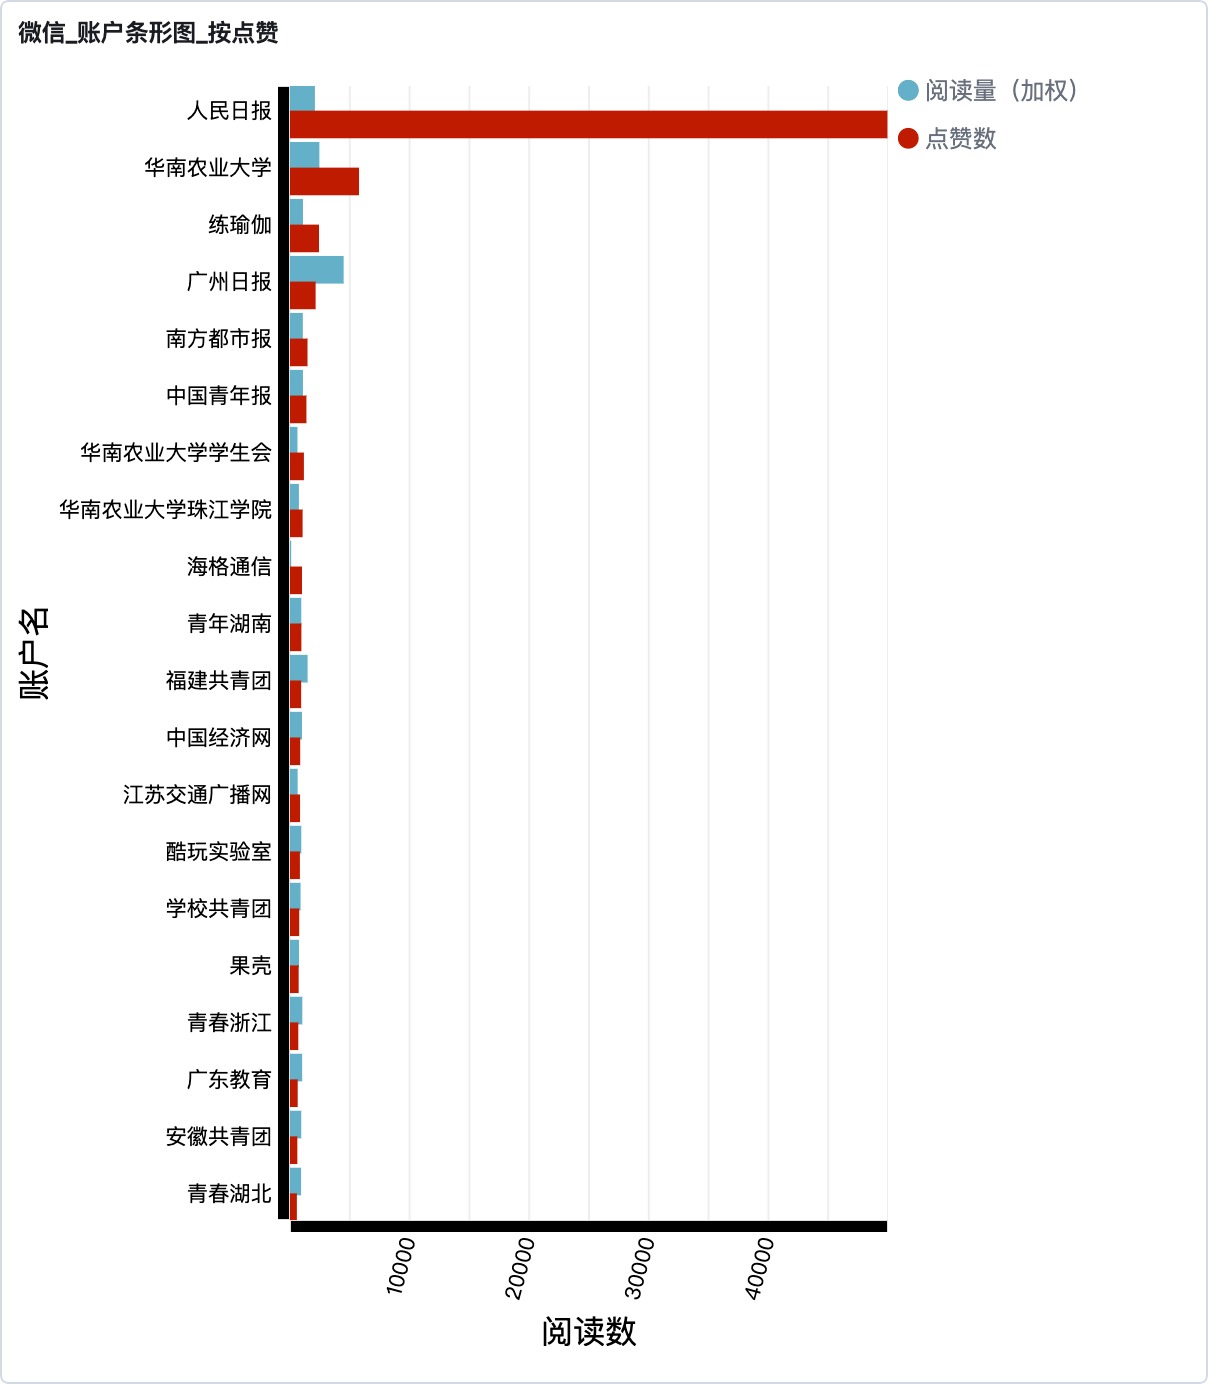 微信_账户条形图_按点赞
阅读量（加权）
点赞数
人民日报
华南农业大学
练瑜伽
广州日报
南方都市报
中国青年报
华南农业大学学生会
华南农业大学珠江学院
海格通信
青年湖南
福建共青团
中国经济网
江苏交通广播网
酷玩实验室
学校共青团
果壳
青春浙江
广东教育
安徽共青团
青春湖北
账户名
10000
20000
30000
40000
阅读数